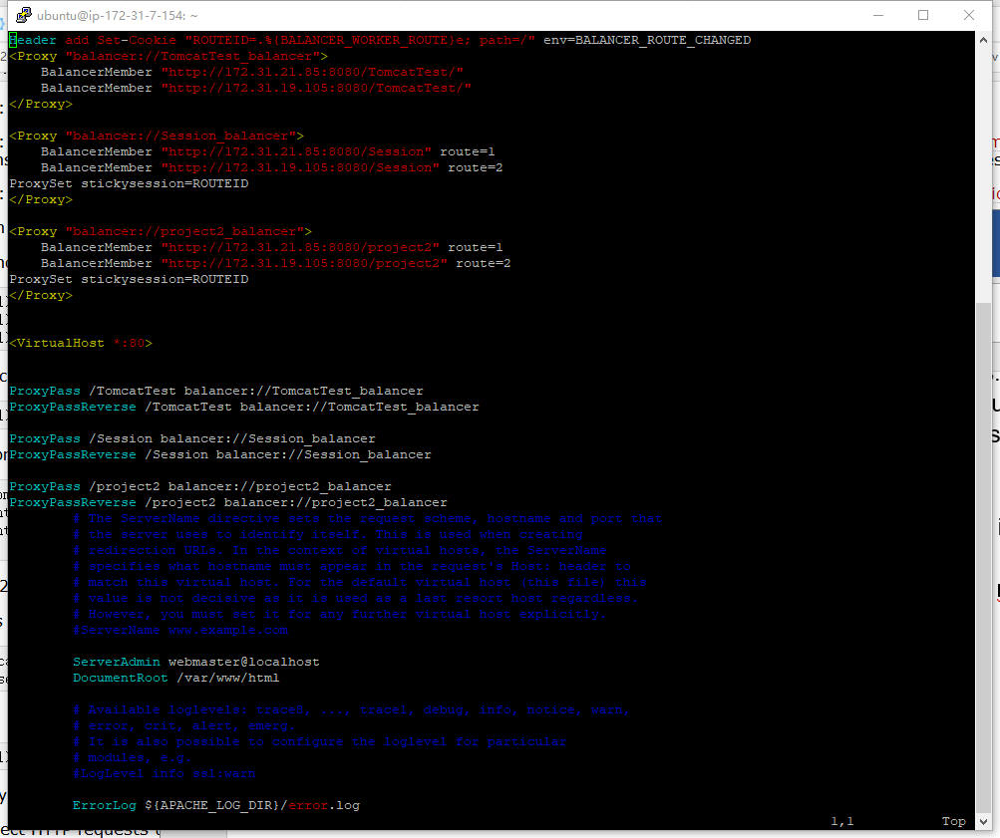 ubuntu@ip-172-31-7-154: ~
Header add Set-Cookie "ROUTEID=.%{BALANCER_WORKER_ROUTE}e; path=/" env=BALANCER_ROUTE_CHANGED
<Proxy "balancer://TomcatTest_balancer">
    BalancerMember "http://172.31.21.85:8080/TomcatTest/"
    BalancerMember "http://172.31.19.105:8080/TomcatTest/"
</Proxy>
<Proxy "balancer://Session_balancer">
    BalancerMember "http://172.31.21.85:8080/Session" route=1
    BalancerMember "http://172.31.19.105:8080/Session" route=2
ProxySet stickysession=ROUTEID
</Proxy>
<Proxy "balancer://project2_balancer">
    BalancerMember "http://172.31.21.85:8080/project2" route=1
    BalancerMember "http://172.31.19.105:8080/project2" route=2
ProxySet stickysession=ROUTEID
</Proxy>
<VirtualHost *:80>
ProxyPass /TomcatTest balancer://TomcatTest_balancer
ProxyPassReverse /TomcatTest balancer://TomcatTest_balancer
ProxyPass /Session balancer://Session_balancer
ProxyPassReverse /Session balancer://Session_balancer
ProxyPass /project2 balancer://project2_balancer
ProxyPassReverse /project2 balancer://project2_balancer
        # The ServerName directive sets the request scheme, hostname and port that
        # the server uses to identify itself. This is used when creating
        # redirection URLs. In the context of virtual hosts, the ServerName
        # specifies what hostname must appear in the request's Host: header to
        # match this virtual host. For the default virtual host (this file) this
        # value is not decisive as it is used as a last resort host regardless.
        # However, you must set it for any further virtual host explicitly.
        #ServerName www.example.com
        ServerAdmin webmaster@localhost
        DocumentRoot /var/www/html
        # Available loglevels: trace8, ..., trace1, debug, info, notice, warn,
        # error, crit, alert, emerg.
        # It is also possible to configure the loglevel for particular
        # modules, e.g.
        #LogLevel info ssl:warn
        ErrorLog ${APACHE_LOG_DIR}/error.log
1,1 Top